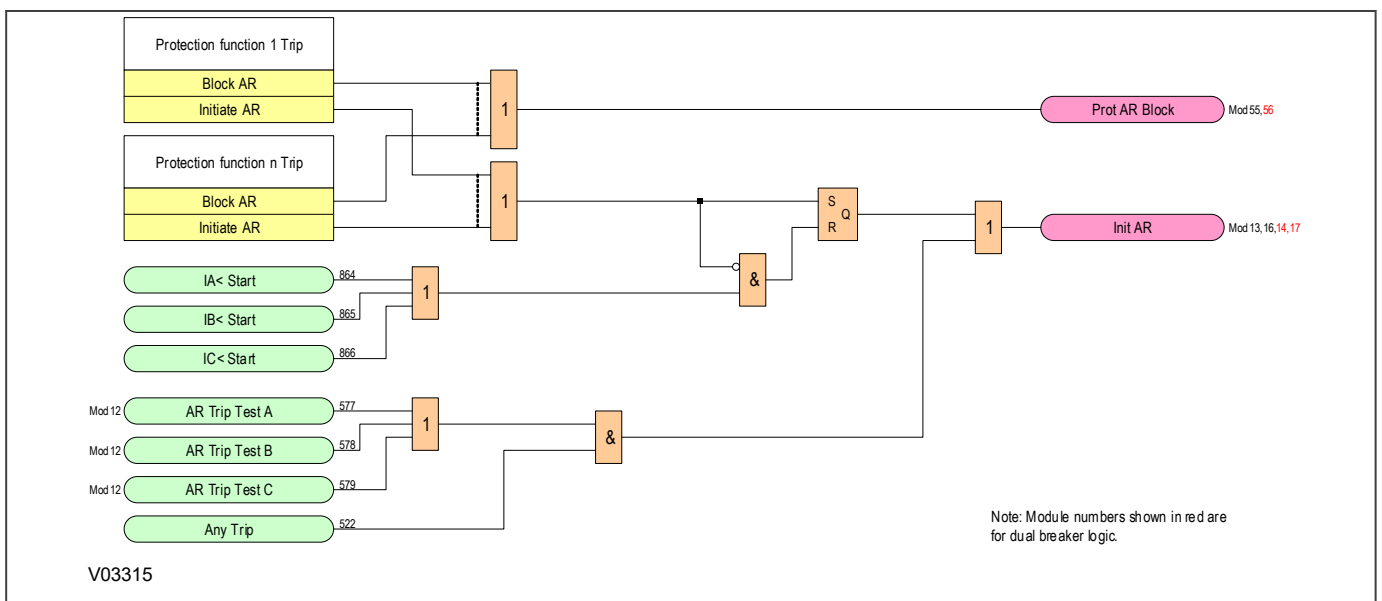 Protection function 1 Trip
Block AR
Initiate AR
1
Prot AR Block
Mod 55,56
Protection function n Trip
Block AR
Initiate AR
1
S
Q
R
1
Init AR
Mod 13,16,14,17
&
IA< Start
864
1
IB< Start
865
IC< Start
866
Mod 12
AR Trip Test A
577
1
&
Mod 12
AR Trip Test B
578
Mod 12
AR Trip Test C
579
Any Trip
522
Note: Module numbers shown in red are
for dual breaker logic.
V03315